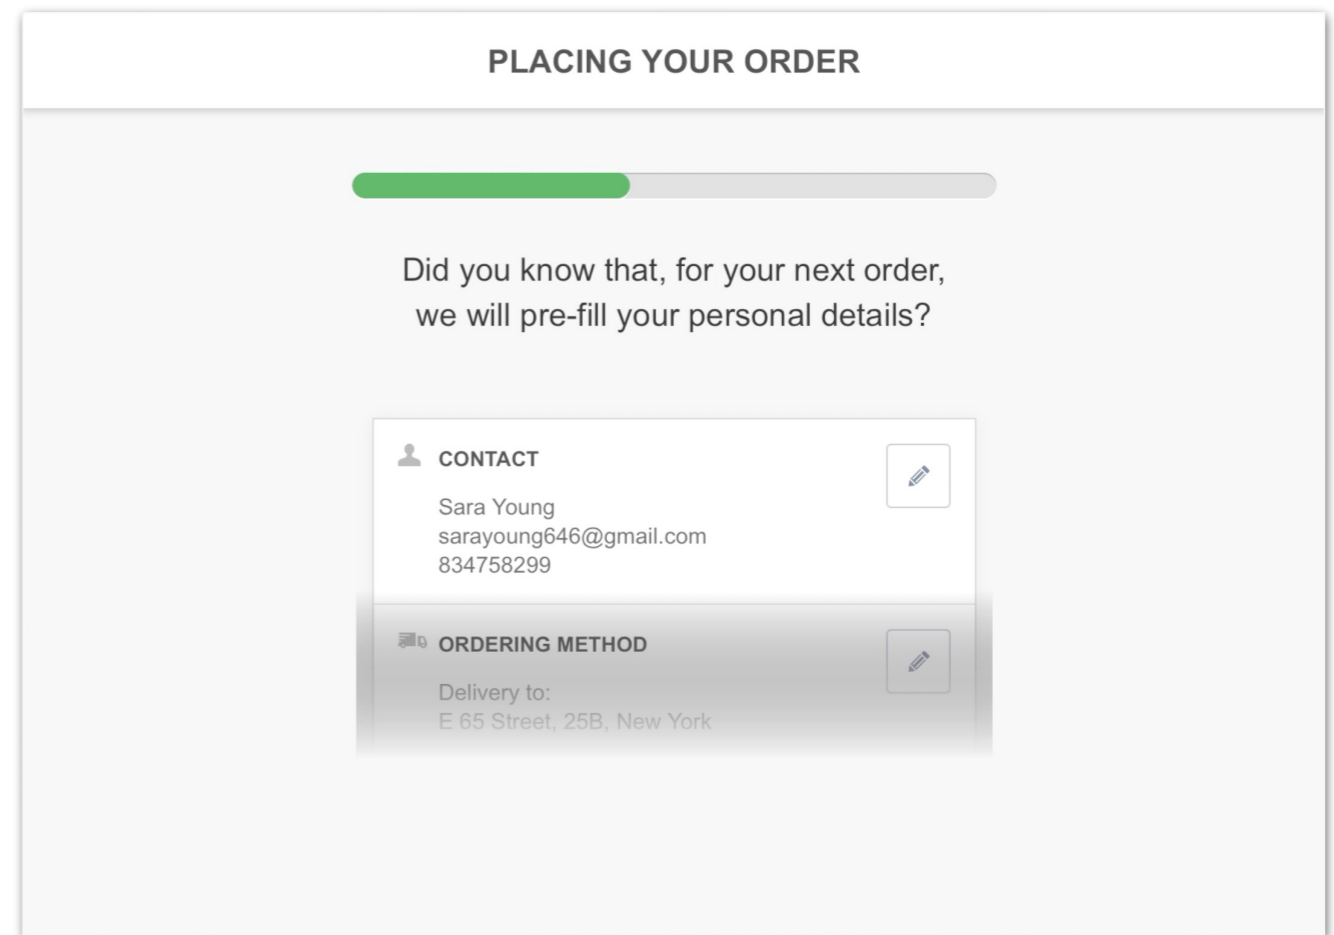 PLACING YOUR ORDER
Did you know that, for your next order,
we will pre-fill your personal details?
CONTACT
Sara Young
sarayoung646@gmail.com
834758299
ORDERING METHOD
Delivery to:
E 65 Street, 25B, New York